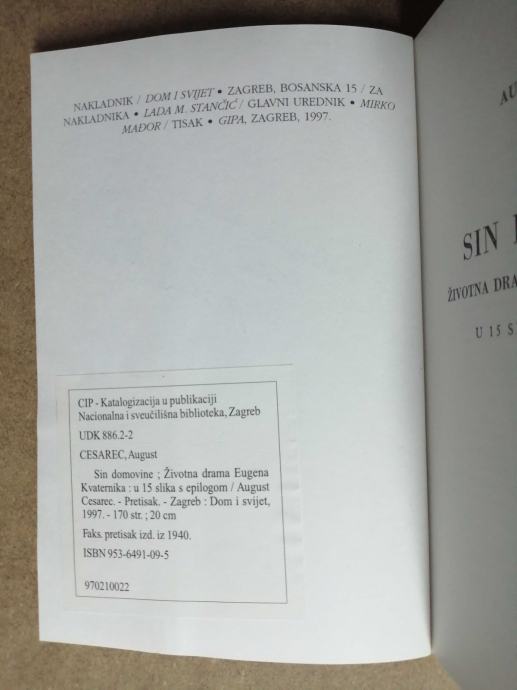 NAKLADNIK / DOM I SVIJET • ZAGREB, BOSANSKA 15 / ZA
NAKLADNIKA • LADA M. STANČIĆ / GLAVNI UREDNIK • MIRKO
MAĐOR / TISAK • GIPA, ZAGREB, 1997.
CIP - Katalogizacija u publikaciji
Nacionalna i sveučilišna biblioteka, Zagreb
UDK 886.2-2
CESAREC, August
Sin domovine ; Životna drama Eugena
Kvaternika : u 15 slika s epilogom / August
Cesarec. - Pretisak. - Zagreb : Dom i svijet,
1997. - 170 str. ; 20 cm
Faks. pretisak izd. iz 1940.
ISBN 953-6491-09-5
970210022
AU
SIN
ŽIVOTNA DRA
U 15 S